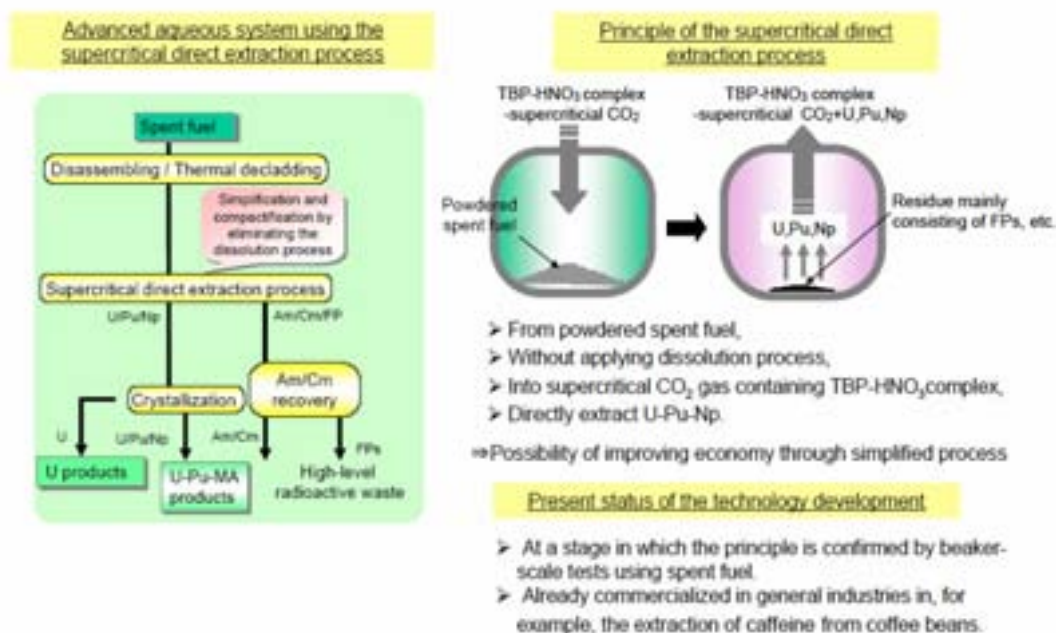 Advanced aqueous system using the
supercritical direct extraction process
Spent fuel
Disassembling / Thermal decladding
Simplification and
compactification by
eliminating the
dissolution process
Supercritical direct extraction process
U/Pu/Np
Am/Cm/FP
Crystallization
Am/Cm
recovery
U
U/Pu/Np
Am/Cm
FPs
U products
U-Pu-MA
products
High-level
radioactive waste
Principle of the supercritical direct
extraction process
TBP-HNO₃ complex
-supercriticial CO₂
Powdered
spent fuel
TBP-HNO₃ complex
-supercriticial CO₂+U,Pu,Np
U,Pu,Np
Residue mainly
consisting of FPs, etc.
➢ From powdered spent fuel,
➢ Without applying dissolution process,
➢ Into supercritical CO₂ gas containing TBP-HNO₃complex,
➢ Directly extract U-Pu-Np.
⇒Possibility of improving economy through simplified process
Present status of the technology development
➢ At a stage in which the principle is confirmed by beaker-
scale tests using spent fuel.
➢ Already commercialized in general industries in, for
example, the extraction of caffeine from coffee beans.